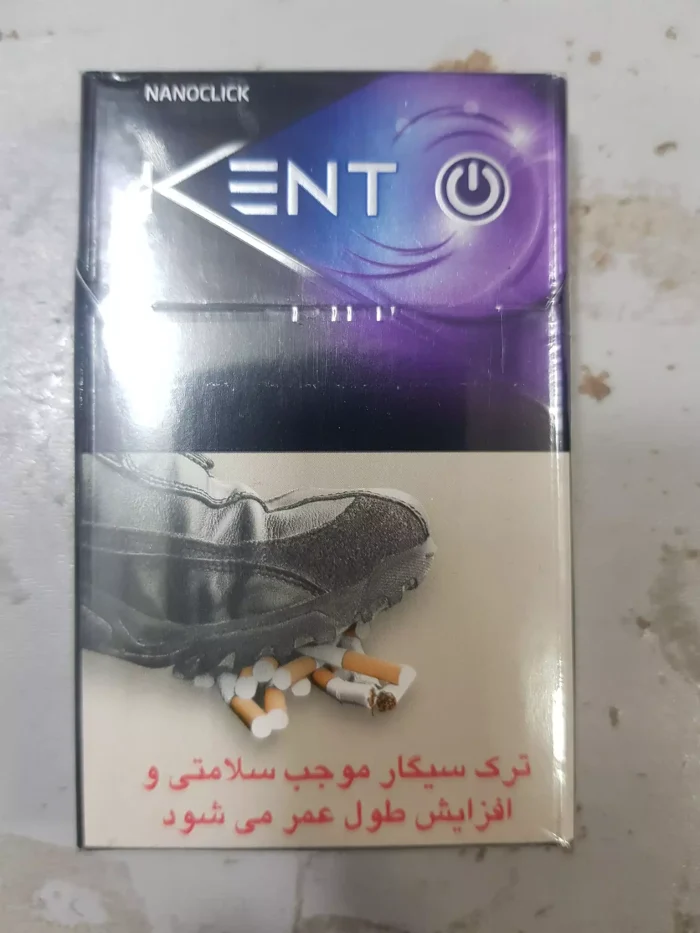 NANOCLICK
KENT
ترک سیگار موجب سلامتی و
افزایش طول عمر می شود